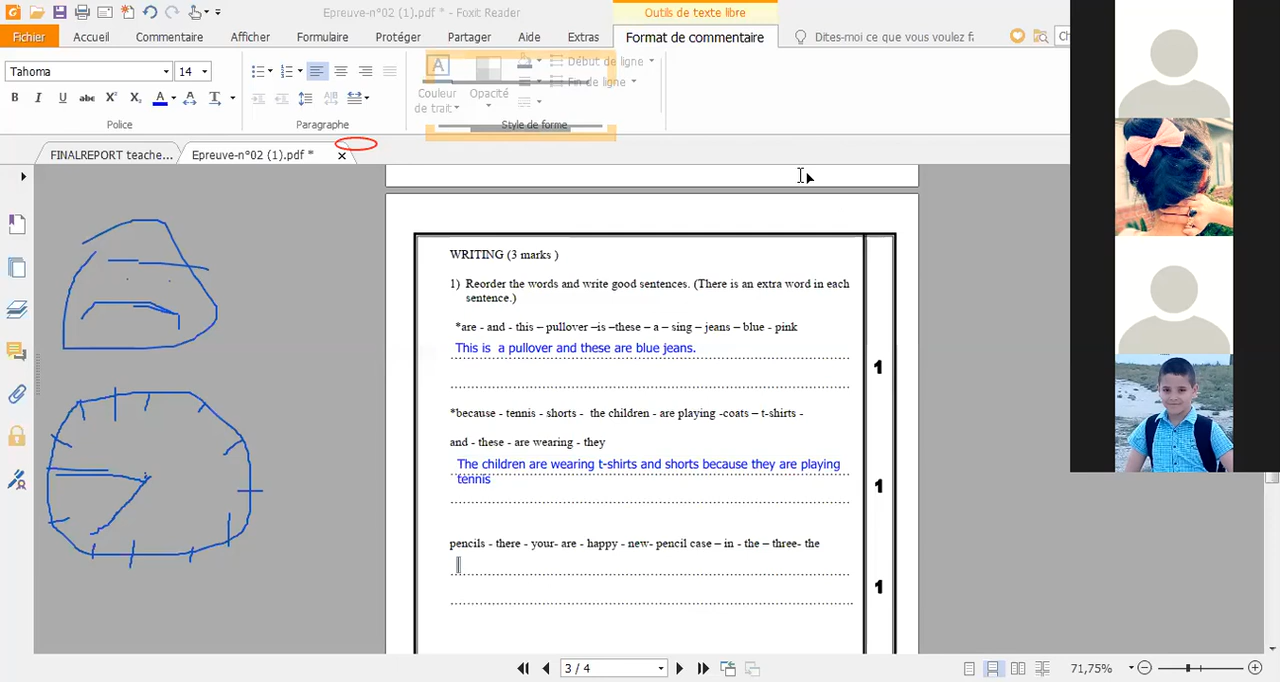 Epreuve-n°02 (1).pdf * - Foxit Reader
Outils de texte libre
Fichier
Accueil
Commentaire
Afficher
Formulaire
Protéger
Partager
Aide
Extras
Format de commentaire
Dites-moi ce que vous voulez f
Ch
Tahoma
14
Couleur de trait
Opacité
Début de ligne
Fin de ligne
Police
Paragraphe
Style de forme
FINALREPORT teache...
Epreuve-n°02 (1).pdf *
WRITING (3 marks )
1) Reorder the words and write good sentences. (There is an extra word in each
sentence.)
*are - and - this – pullover –is –these – a – sing – jeans – blue - pink
This is a pullover and these are blue jeans.
1
*because - tennis - shorts - the children - are playing -coats – t-shirts -
and - these - are wearing - they
The children are wearing t-shirts and shorts because they are playing
tennis
1
pencils - there - your- are - happy - new- pencil case – in - the – three- the
1
3 / 4
71,75%